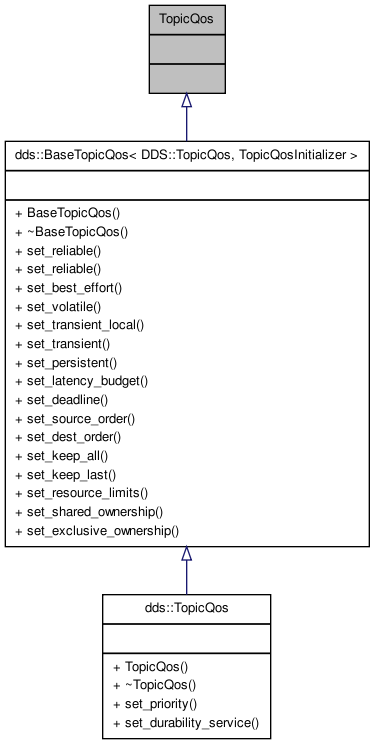 TopicQos
dds::BaseTopicQos< DDS::TopicQos, TopicQosInitializer >
+ BaseTopicQos()
+ ~BaseTopicQos()
+ set_reliable()
+ set_reliable()
+ set_best_effort()
+ set_volatile()
+ set_transient_local()
+ set_transient()
+ set_persistent()
+ set_latency_budget()
+ set_deadline()
+ set_source_order()
+ set_dest_order()
+ set_keep_all()
+ set_keep_last()
+ set_resource_limits()
+ set_shared_ownership()
+ set_exclusive_ownership()
dds::TopicQos
+ TopicQos()
+ ~TopicQos()
+ set_priority()
+ set_durability_service()